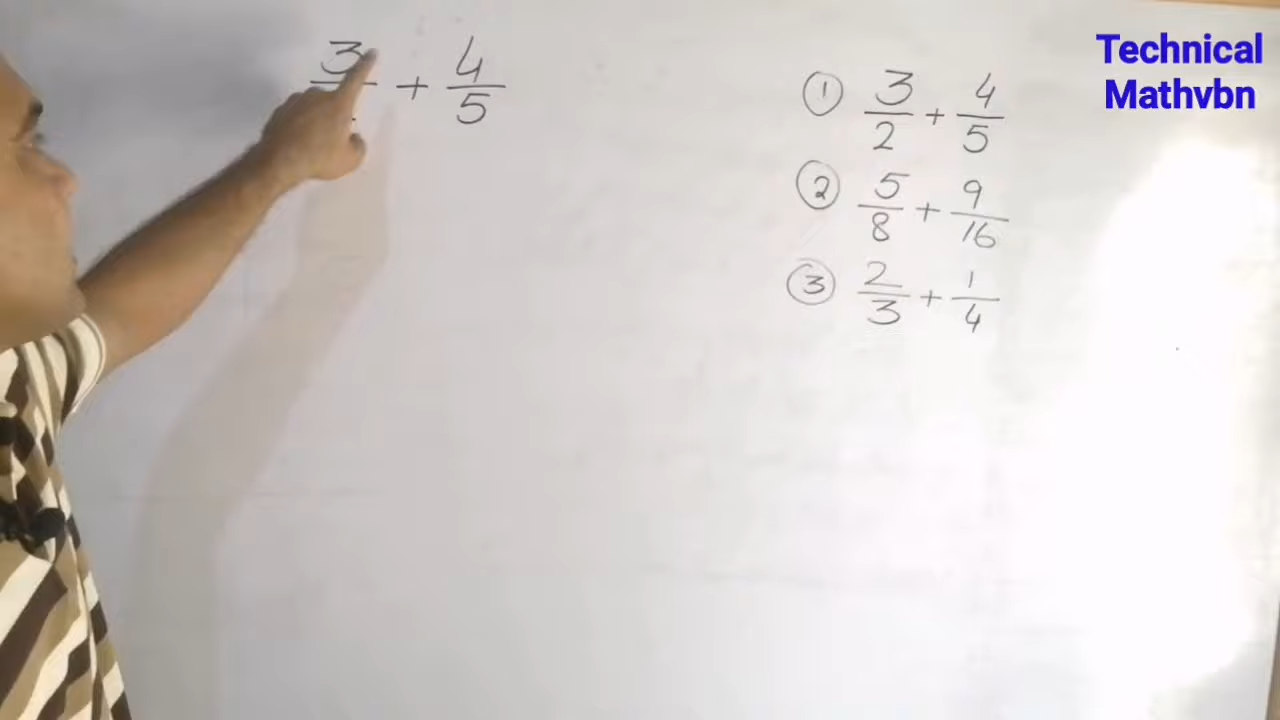 3/ + 4/5
Technical
Mathvbn
① 3/2 + 4/5
② 5/8 + 9/16
③ 2/3 + 1/4